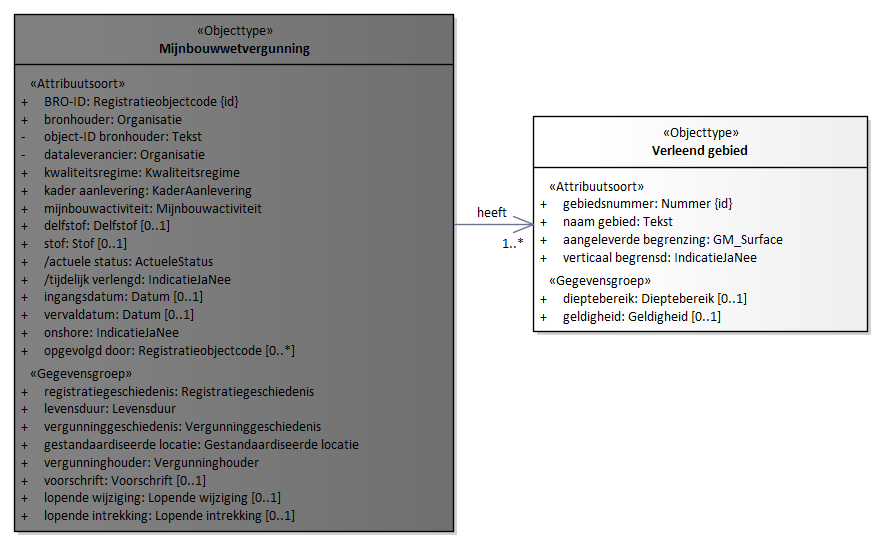 «Objecttype»
Mijnbouwwetvergunning
«Attribuutsoort»
+ BRO-ID: Registratieobjectcode {id}
+ bronhouder: Organisatie
- object-ID bronhouder: Tekst
- dataleverancier: Organisatie
+ kwaliteitsregime: Kwaliteitsregime
+ kader aanlevering: KaderAanlevering
+ mijnbouwactiviteit: Mijnbouwactiviteit
+ delfstof: Delfstof [0..1]
+ stof: Stof [0..1]
+ /actuele status: ActueleStatus
+ /tijdelijk verlengd: IndicatieJaNee
+ ingangsdatum: Datum [0..1]
+ vervaldatum: Datum [0..1]
+ onshore: IndicatieJaNee
+ opgevolgd door: Registratieobjectcode [0..*]
«Gegevensgroep»
+ registratiegeschiedenis: Registratiegeschiedenis
+ levensduur: Levensduur
+ vergunninggeschiedenis: Vergunninggeschiedenis
+ gestandaardiseerde locatie: Gestandaardiseerde locatie
+ vergunninghouder: Vergunninghouder
+ voorschrift: Voorschrift [0..1]
+ lopende wijziging: Lopende wijziging [0..1]
+ lopende intrekking: Lopende intrekking [0..1]
heeft
1..*
«Objecttype»
Verleend gebied
«Attribuutsoort»
+ gebiedsnummer: Nummer {id}
+ naam gebied: Tekst
+ aangeleverde begrenzing: GM_Surface
+ verticaal begrensd: IndicatieJaNee
«Gegevensgroep»
+ dieptebereik: Dieptebereik [0..1]
+ geldigheid: Geldigheid [0..1]